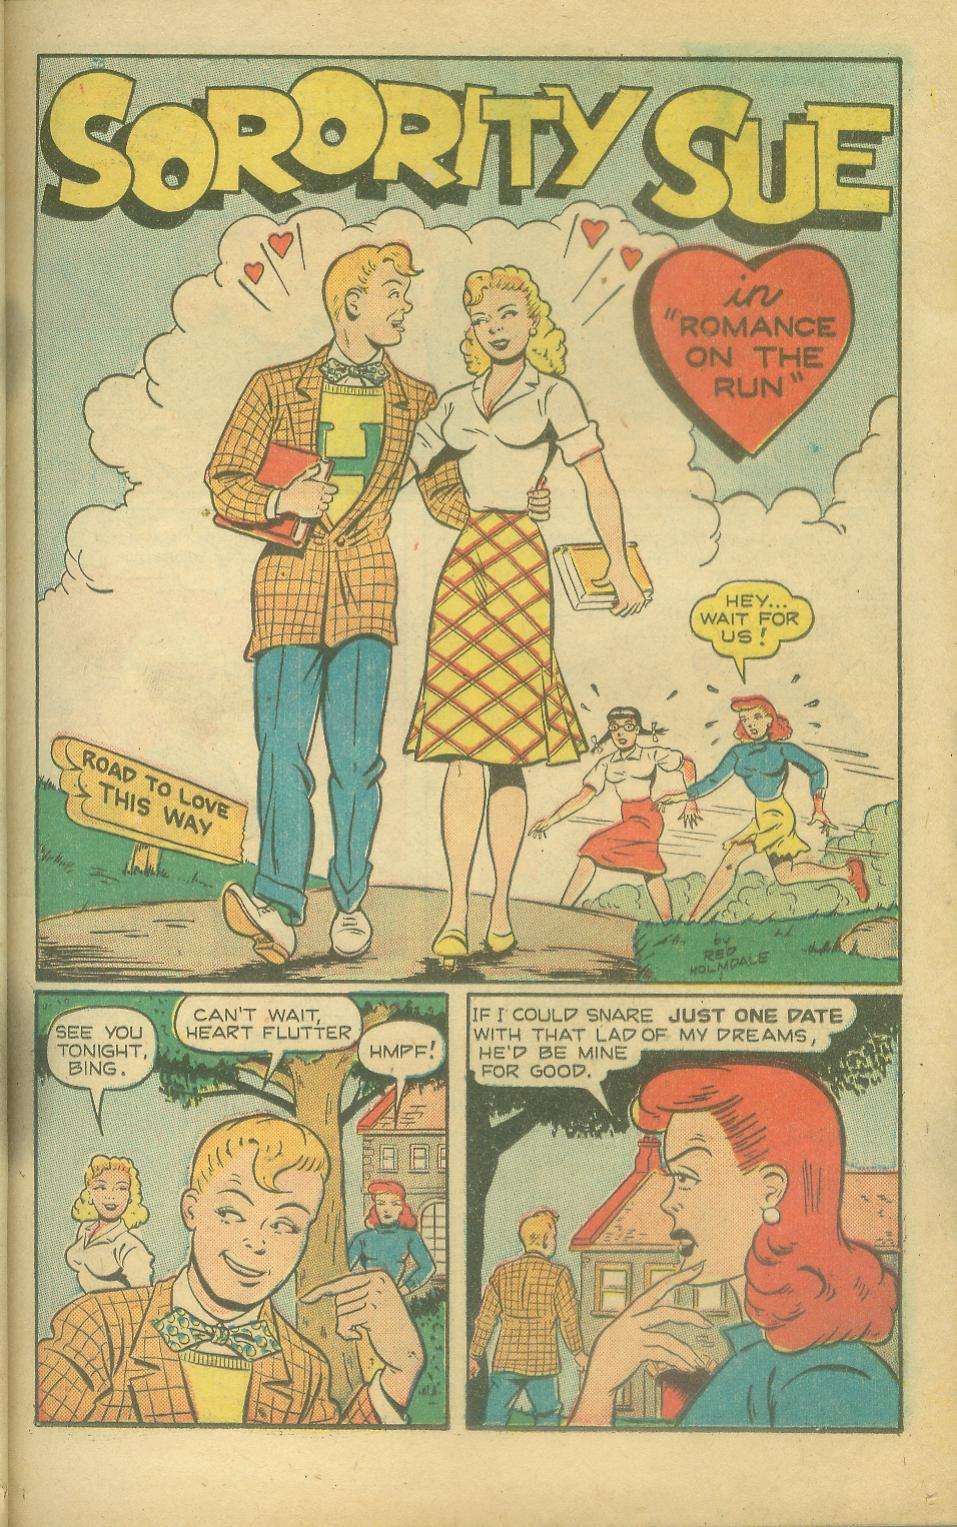 SORORITY SUE
in
"ROMANCE
ON THE
RUN"
H
HEY...
WAIT FOR
US!
ROAD TO LOVE
THIS WAY
by
RED
HOLMDALE
SEE YOU
TONIGHT,
BING.
CAN'T WAIT,
HEART FLUTTER
HMPF!
IF I COULD SNARE JUST ONE DATE
WITH THAT LAD OF MY DREAMS,
HE'D BE MINE
FOR GOOD.